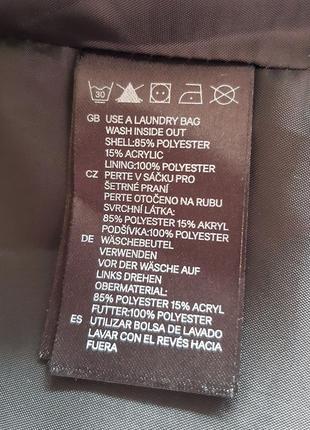 30
GB USE A LAUNDRY BAG
WASH INSIDE OUT
SHELL:85% POLYESTER
15% ACRYLIC
LINING:100% POLYESTER
CZ PERTE V SÁČKU PRO
ŠETRNÉ PRANÍ
PERTE OTOČENO NA RUBU
SVRCHNÍ LÁTKA:
85% POLYESTER 15% AKRYL
PODŠÍVKA:100% POLYESTER
DE WÄSCHEBEUTEL
VERWENDEN
VOR DER WÄSCHE AUF
LINKS DREHEN
OBERMATERIAL:
85% POLYESTER 15% ACRYL
FUTTER:100% POLYESTER
ES UTILIZAR BOLSA DE LAVADO
LAVAR CON EL REVÉS HACIA
FUERA